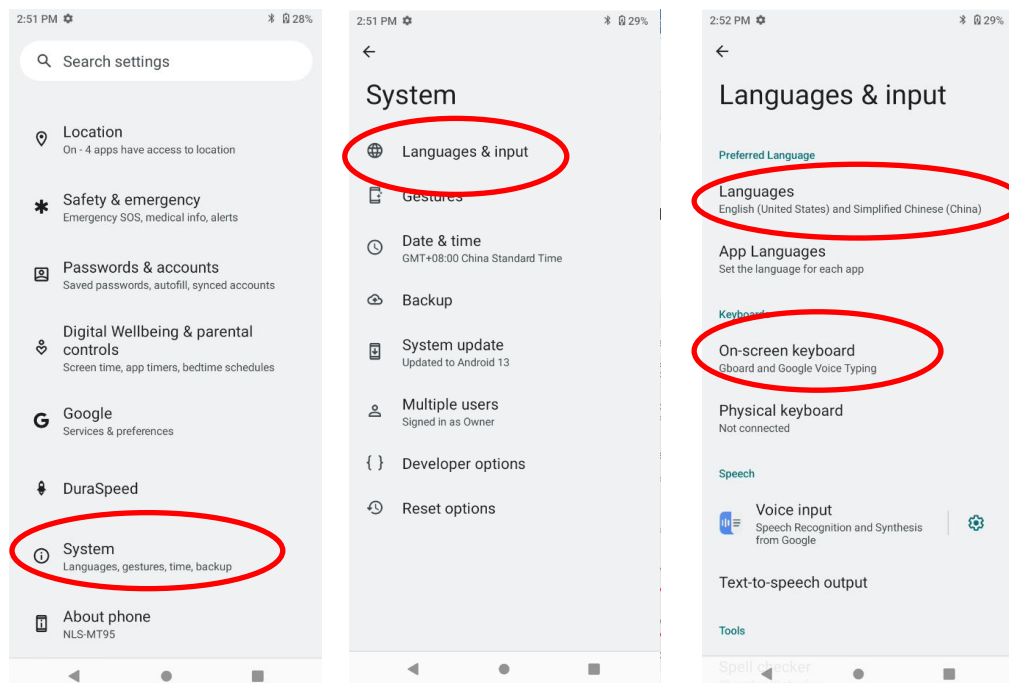 2:51 PM 28%
Search settings
Location
On - 4 apps have access to location
Safety & emergency
Emergency SOS, medical info, alerts
Passwords & accounts
Saved passwords, autofill, synced accounts
Digital Wellbeing & parental
controls
Screen time, app timers, bedtime schedules
Google
Services & preferences
DuraSpeed
System
Languages, gestures, time, backup
About phone
NLS-MT95
2:51 PM 29%
System
Languages & input
Gestures
Date & time
GMT+08:00 China Standard Time
Backup
System update
Updated to Android 13
Multiple users
Signed in as Owner
Developer options
Reset options
2:52 PM 29%
Languages & input
Preferred Language
Languages
English (United States) and Simplified Chinese (China)
App Languages
Set the language for each app
Keyboards
On-screen keyboard
Gboard and Google Voice Typing
Physical keyboard
Not connected
Speech
Voice input
Speech Recognition and Synthesis
from Google
Text-to-speech output
Tools
Spell checker